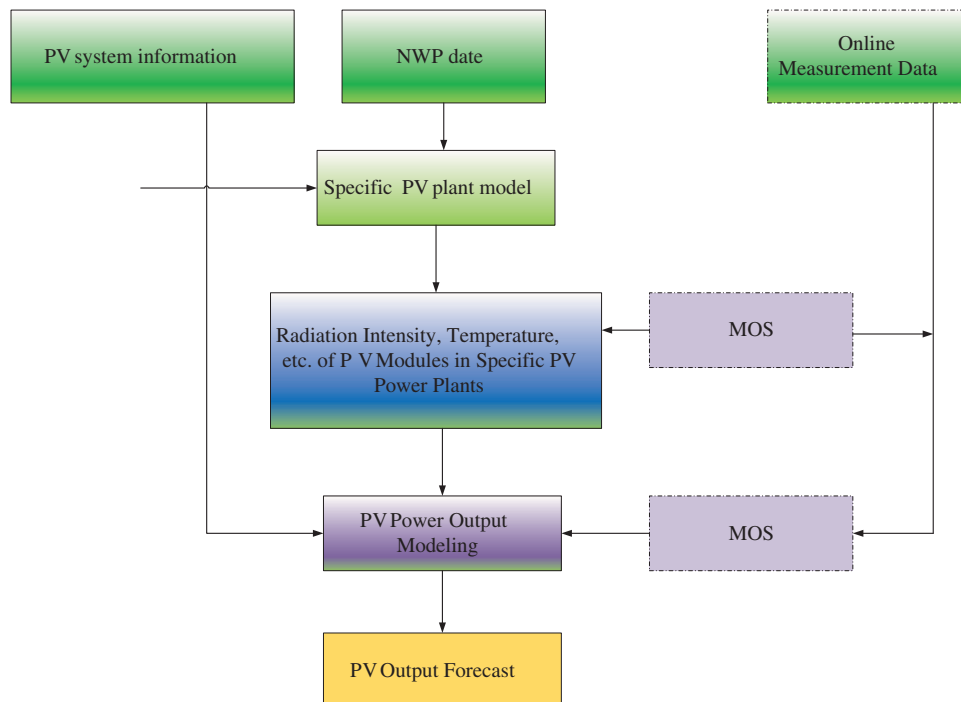 PV system information
NWP date
Online
Measurement Data
Specific PV plant model
Radiation Intensity, Temperature,
etc. of P V Modules in Specific PV
Power Plants
MOS
PV Power Output
Modeling
MOS
PV Output Forecast